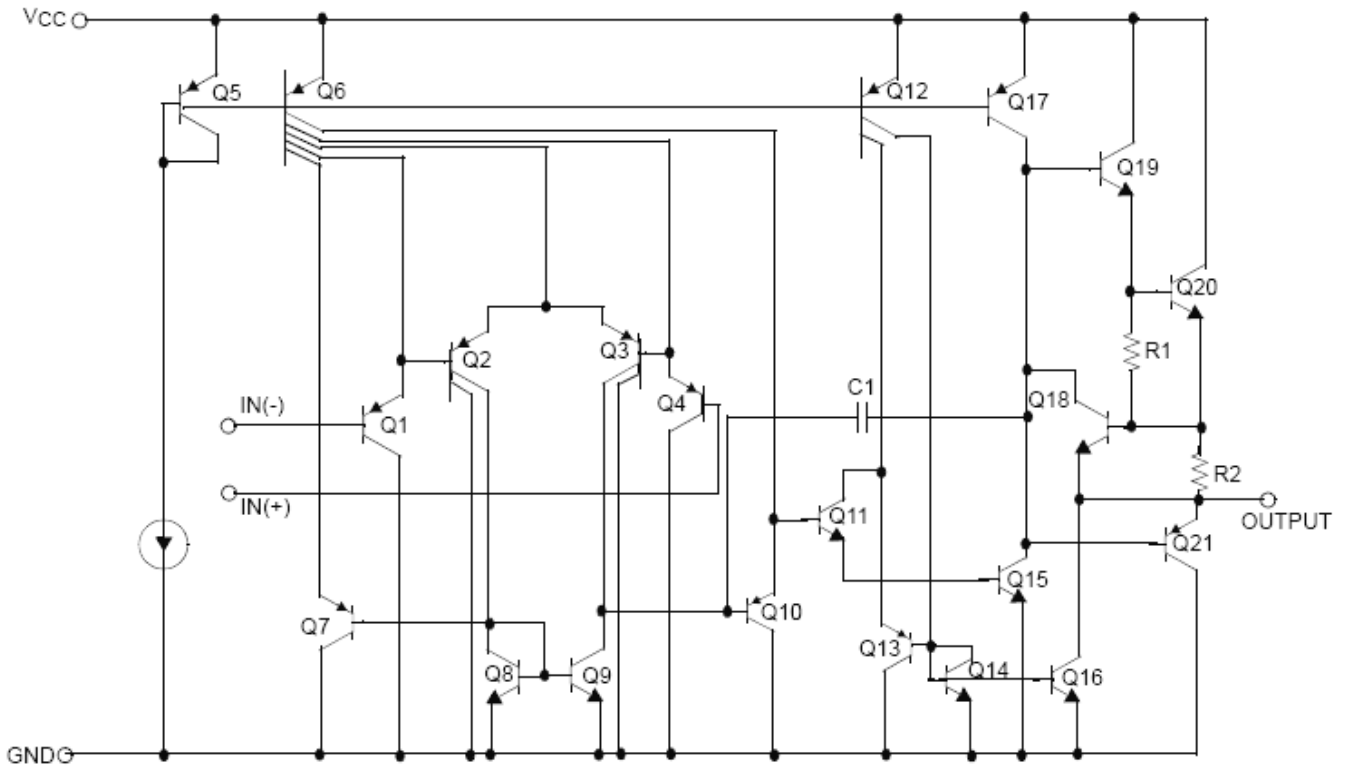 VCC
Q5
Q6
Q12
Q17
Q19
Q20
R1
Q2
Q3
Q4
C1
Q18
IN(-)
Q1
R2
IN(+)
Q11
OUTPUT
Q21
Q15
Q10
Q7
Q13
Q8
Q9
Q14
Q16
GND